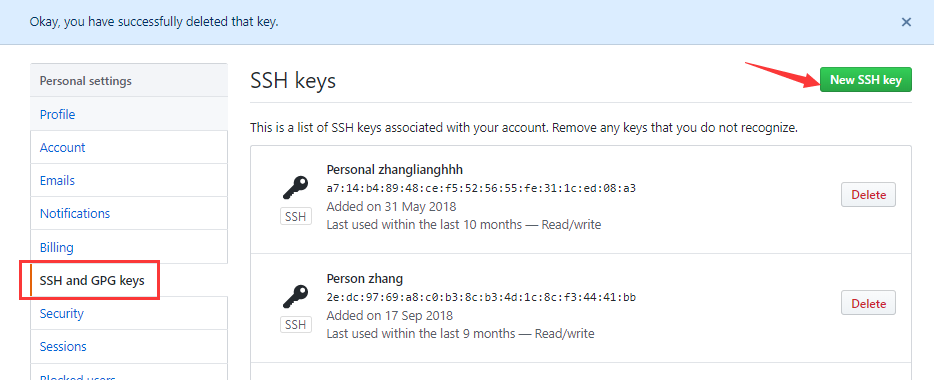 Okay, you have successfully deleted that key.
Personal settings
Profile
Account
Emails
Notifications
Billing
SSH and GPG keys
Security
Sessions
Blocked users
SSH keys
New SSH key
This is a list of SSH keys associated with your account. Remove any keys that you do not recognize.
Personal zhanglianghhh
a7:14:b4:89:48:ce:f5:52:56:55:fe:31:1c:ed:08:a3
Added on 31 May 2018
Last used within the last 10 months — Read/write
SSH
Delete
Person zhang
2e:dc:97:69:a8:c0:b3:8c:b3:4d:1c:8c:f3:44:41:bb
Added on 17 Sep 2018
Last used within the last 9 months — Read/write
SSH
Delete